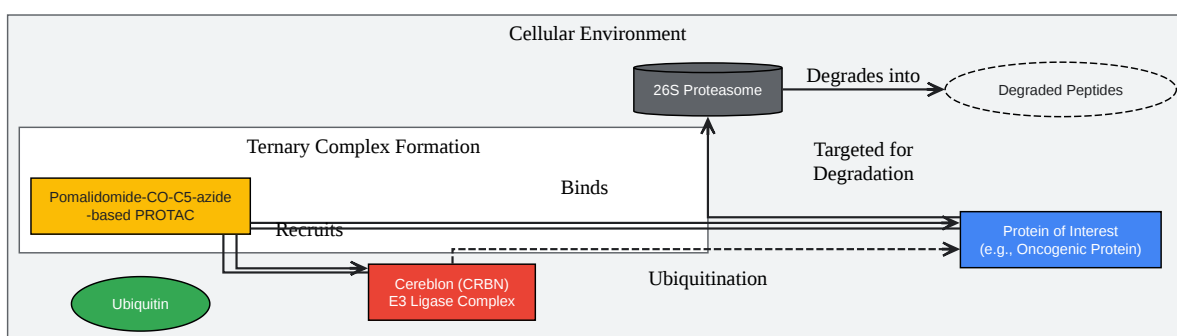 Cellular Environment
26S Proteasome
Degrades into
Degraded Peptides
Ternary Complex Formation
Targeted for
Degradation
Pomalidomide-CO-C5-azide
-based PROTAC
Binds
Recruits
Protein of Interest
(e.g., Oncogenic Protein)
Cereblon (CRBN)
E3 Ligase Complex
Ubiquitination
Ubiquitin